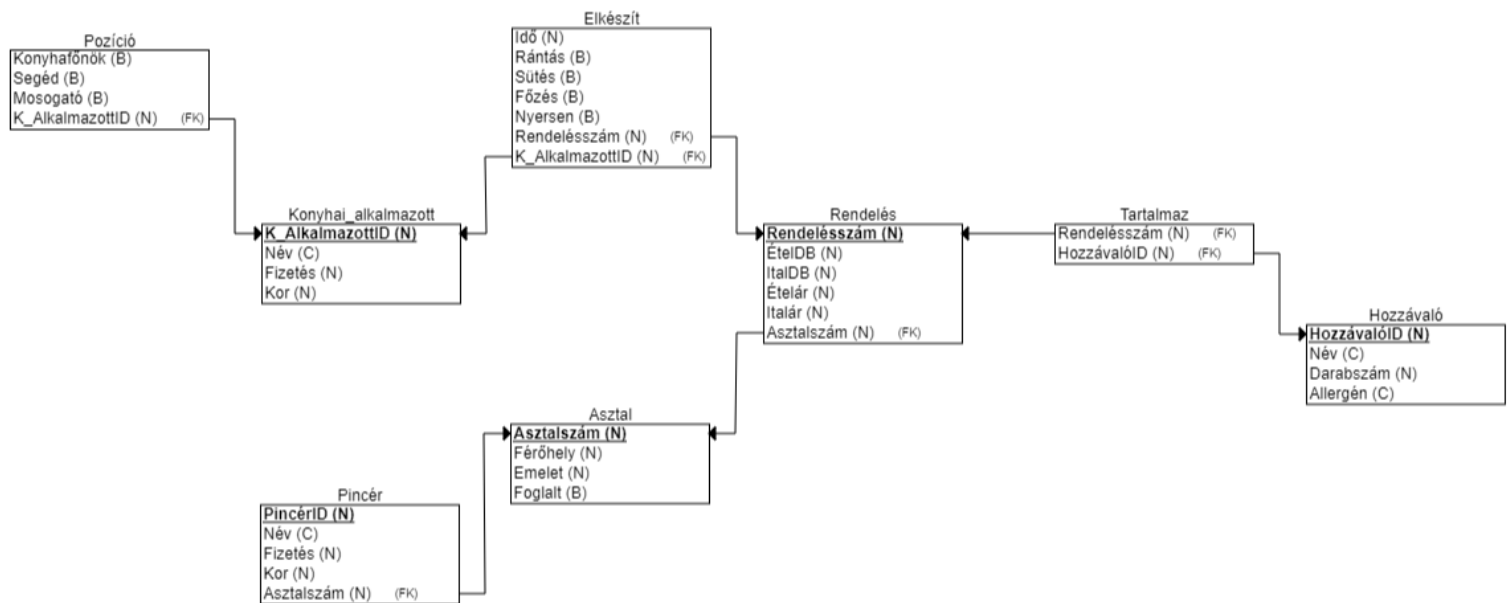 Pozíció
Konyhafőnök (B)
Segéd (B)
Mosogató (B)
K_AlkalmazottID (N) (FK)
Elkészít
Idő (N)
Rántás (B)
Sütés (B)
Főzés (B)
Nyersen (B)
Rendelésszám (N) (FK)
K_AlkalmazottID (N) (FK)
Konyhai_alkalmazott
K_AlkalmazottID (N)
Név (C)
Fizetés (N)
Kor (N)
Rendelés
Rendelésszám (N)
ÉtelDB (N)
ItalDB (N)
Ételár (N)
Italár (N)
Asztalszám (N) (FK)
Tartalmaz
Rendelésszám (N) (FK)
HozzávalóID (N) (FK)
Hozzávaló
HozzávalóID (N)
Név (C)
Darabszám (N)
Allergén (C)
Asztal
Asztalszám (N)
Férőhely (N)
Emelet (N)
Foglalt (B)
Pincér
PincérID (N)
Név (C)
Fizetés (N)
Kor (N)
Asztalszám (N) (FK)